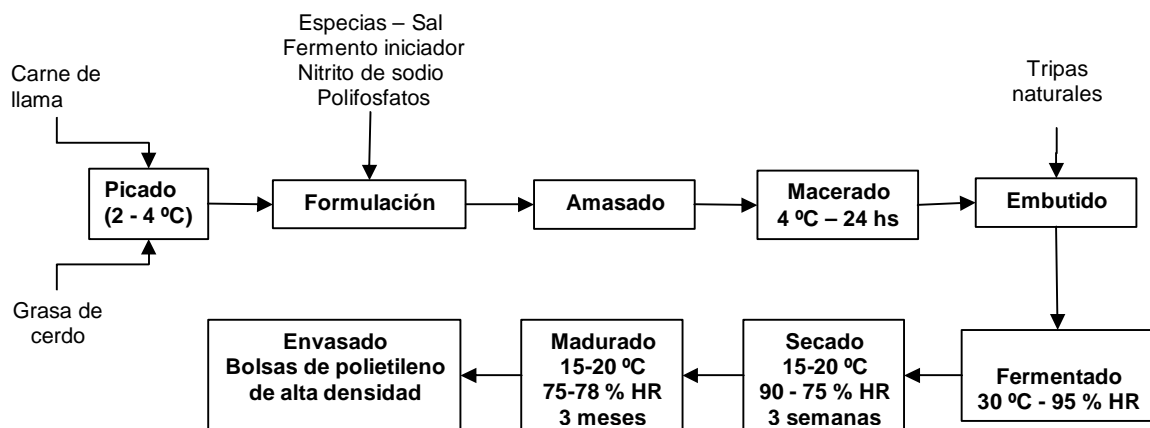 Especias – Sal
Fermento iniciador
Nitrito de sodio
Polifosfatos
Carne de
llama
Tripas
naturales
Picado
(2 - 4 ºC)
Formulación
Amasado
Macerado
4 ºC – 24 hs
Embutido
Grasa de
cerdo
Envasado
Bolsas de polietileno
de alta densidad
Madurado
15-20 ºC
75-78 % HR
3 meses
Secado
15-20 ºC
90 - 75 % HR
3 semanas
Fermentado
30 ºC - 95 % HR